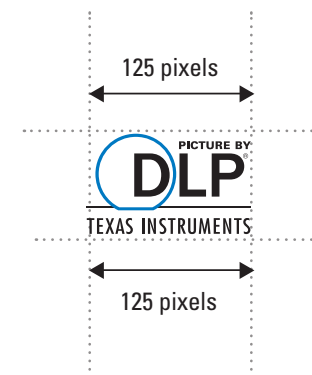 125 pixels
PICTURE BY
DLP®
TEXAS INSTRUMENTS
125 pixels